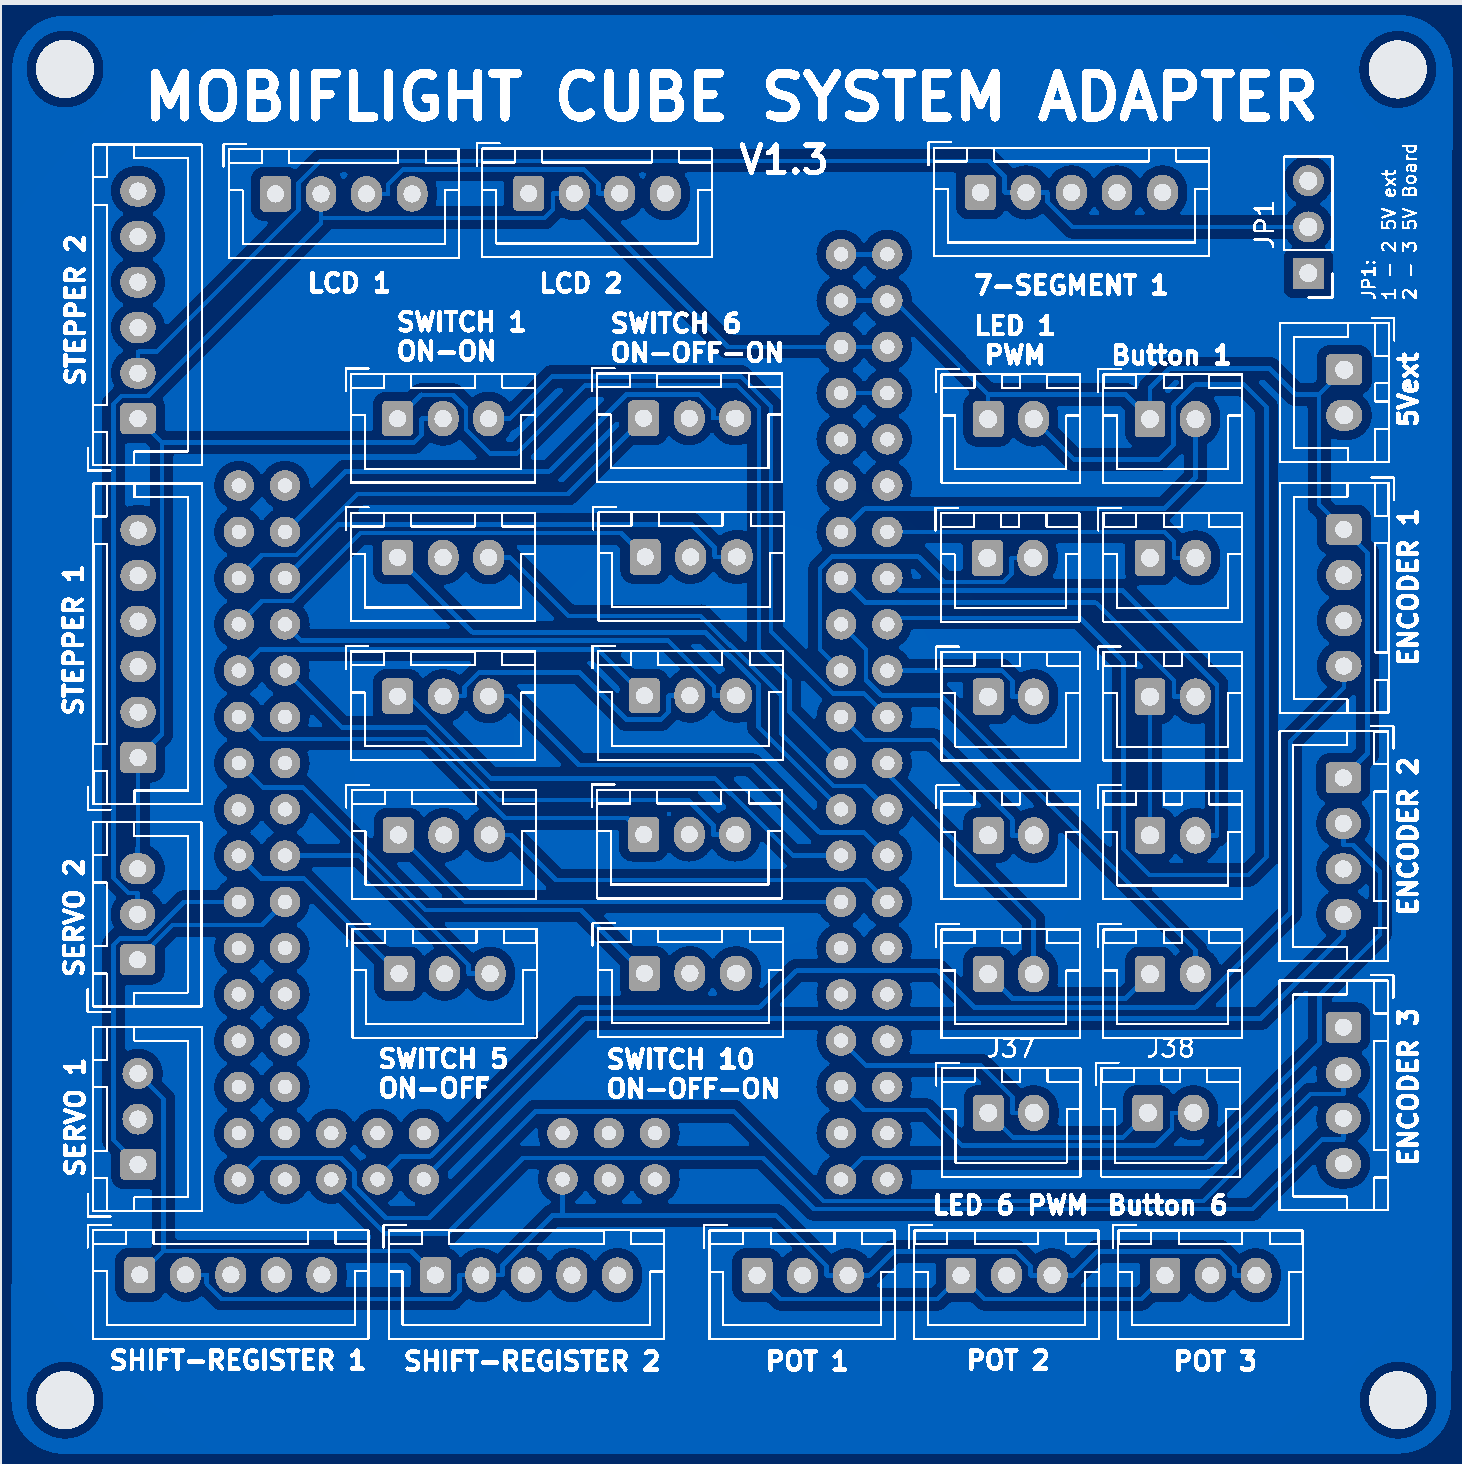 MOBIFLIGHT CUBE SYSTEM ADAPTER
V1.3
STEPPER 2
LCD 1
LCD 2
7-SEGMENT 1
JP1
JP1:
1 - 2 5V ext
2 - 3 5V Board
SWITCH 1
ON-ON
SWITCH 6
ON-OFF-ON
LED 1
PWM
Button 1
5Vext
STEPPER 1
ENCODER 1
ENCODER 2
SERVO 2
SERVO 1
SWITCH 5
ON-OFF
SWITCH 10
ON-OFF-ON
J37
J38
ENCODER 3
LED 6 PWM
Button 6
SHIFT-REGISTER 1
SHIFT-REGISTER 2
POT 1
POT 2
POT 3